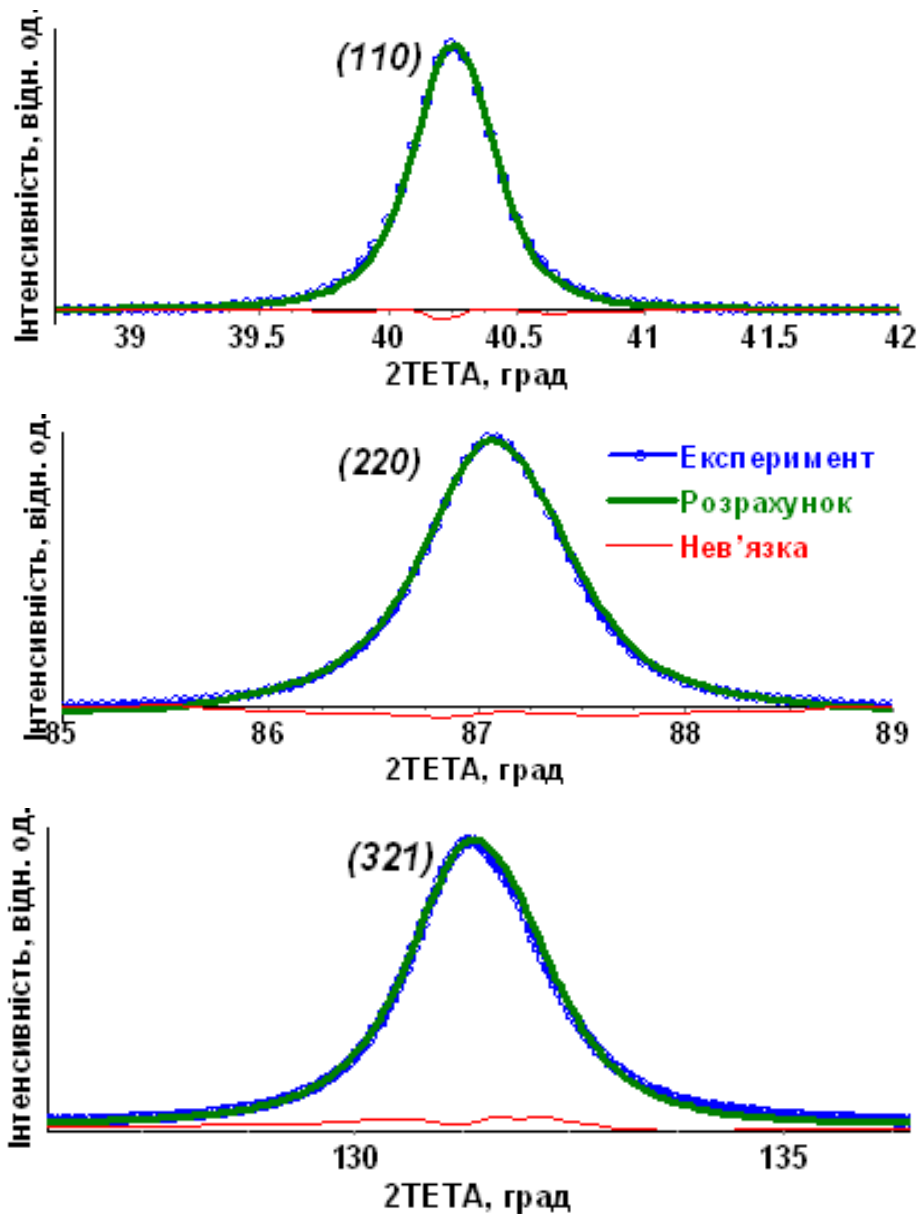 Інтенсивність, відн. од.
(110)
39
39.5
40
40.5
41
41.5
42
2ТЕТА, град
Інтенсивність, відн. од.
(220)
Експеримент
Розрахунок
Нев'язка
85
86
87
88
89
2ТЕТА, град
Інтенсивність, відн. од.
(321)
130
135
2ТЕТА, град